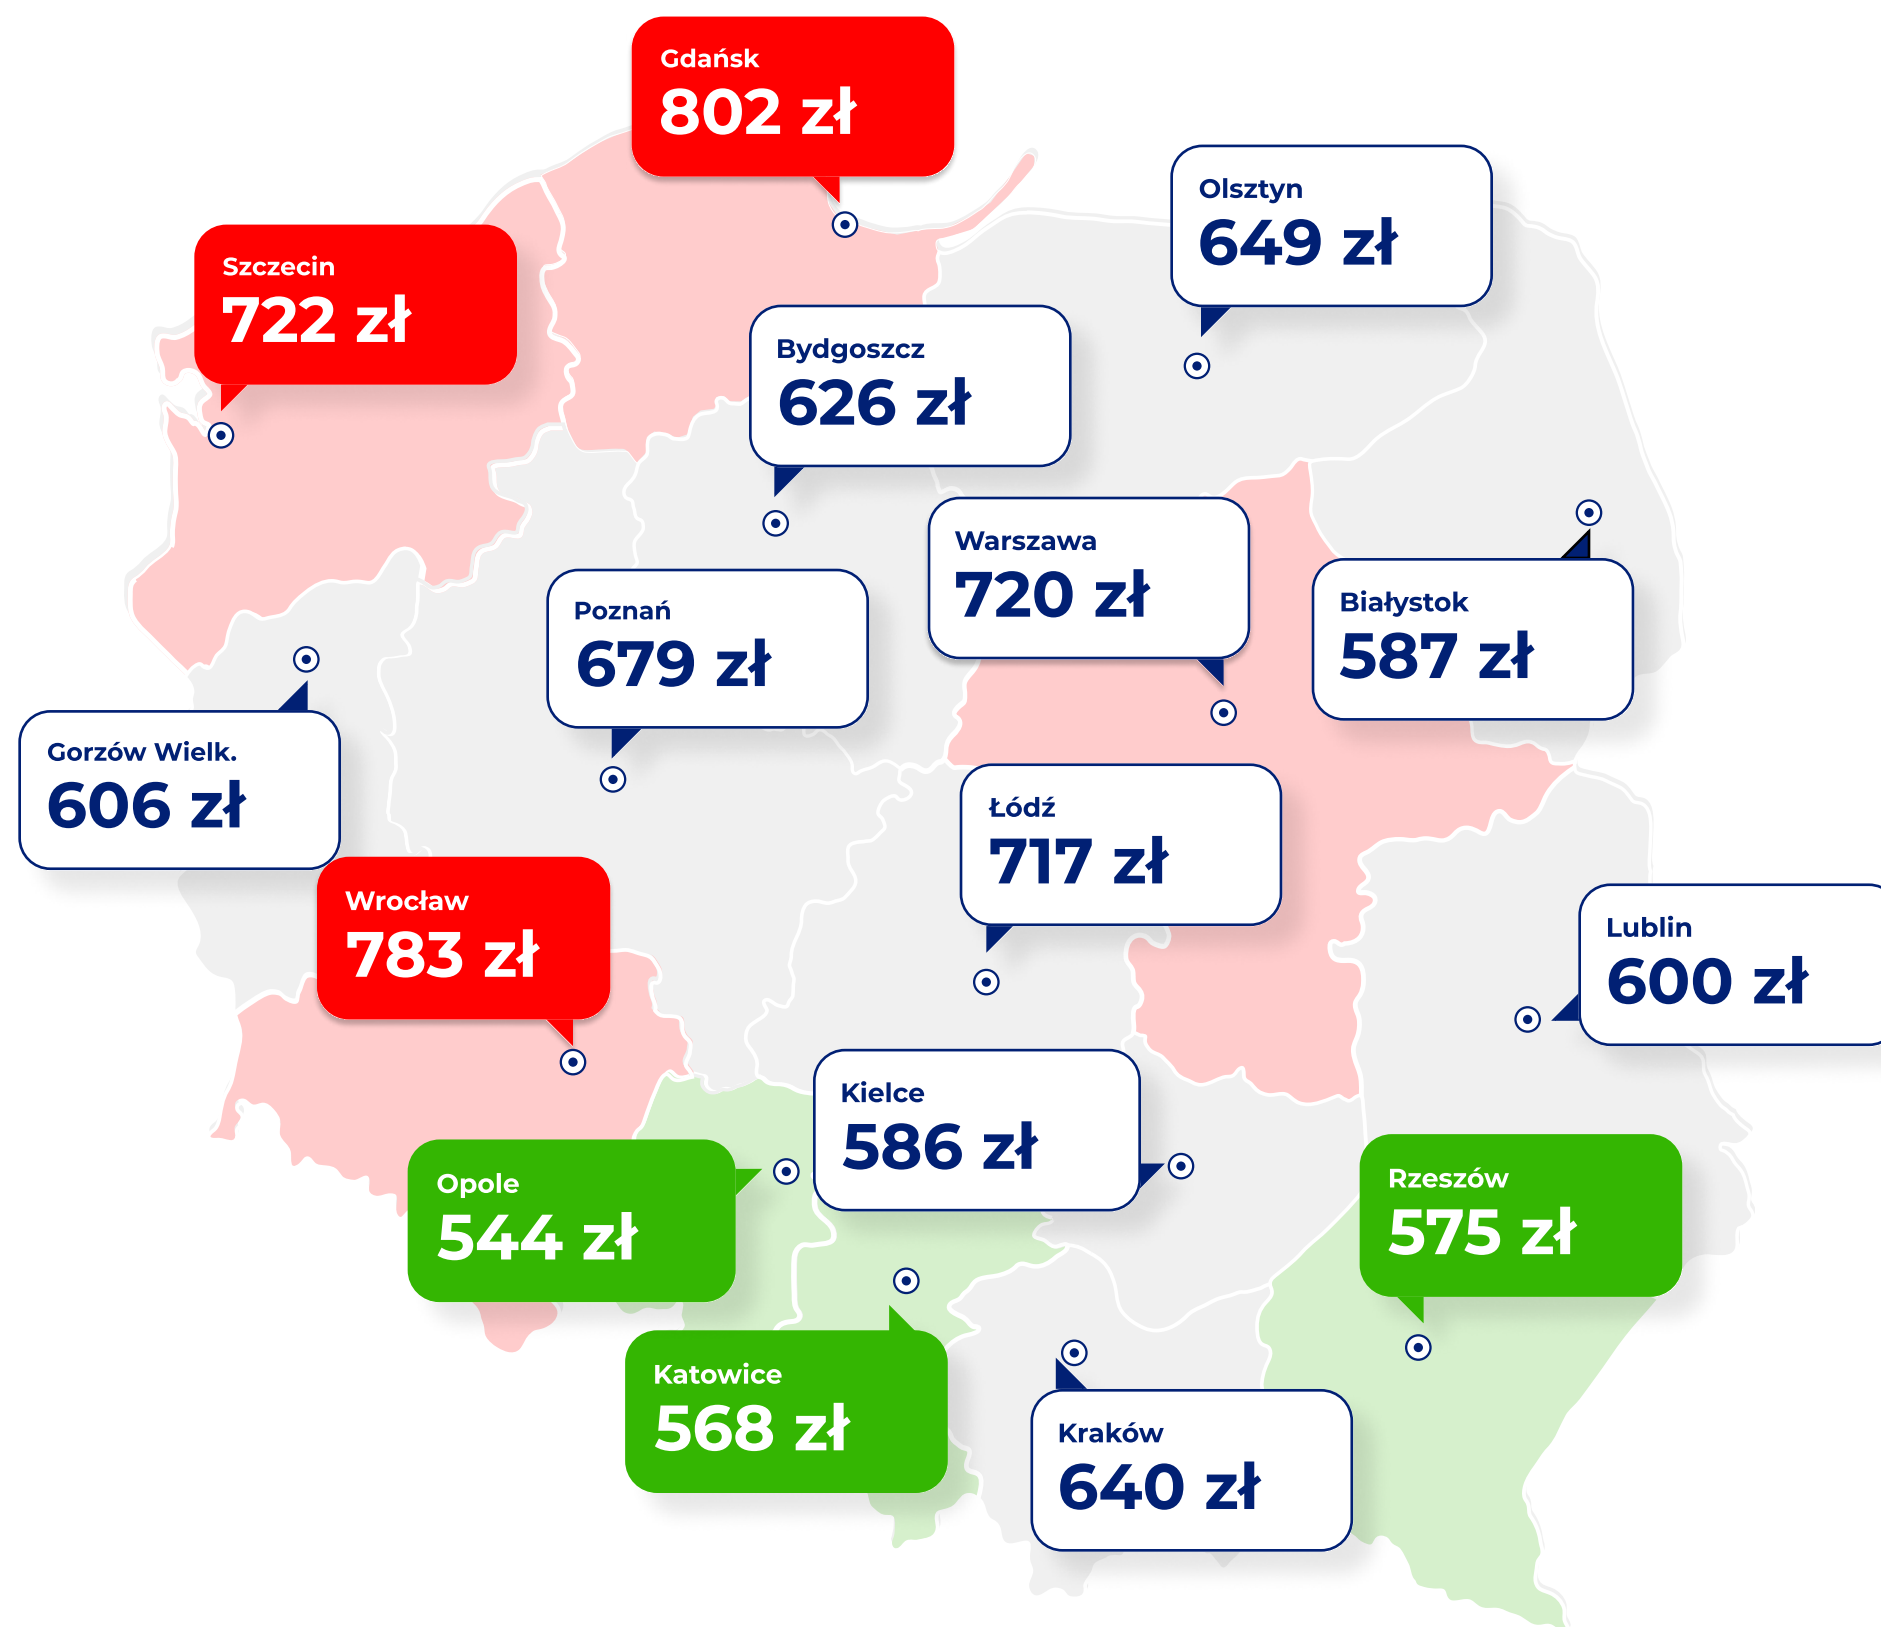 Gdańsk
802 zł
Olsztyn
649 zł
Szczecin
722 zł
Bydgoszcz
626 zł
Warszawa
720 zł
Białystok
587 zł
Poznań
679 zł
Gorzów Wielk.
606 zł
Łódź
717 zł
Wrocław
783 zł
Lublin
600 zł
Kielce
586 zł
Opole
544 zł
Rzeszów
575 zł
Katowice
568 zł
Kraków
640 zł